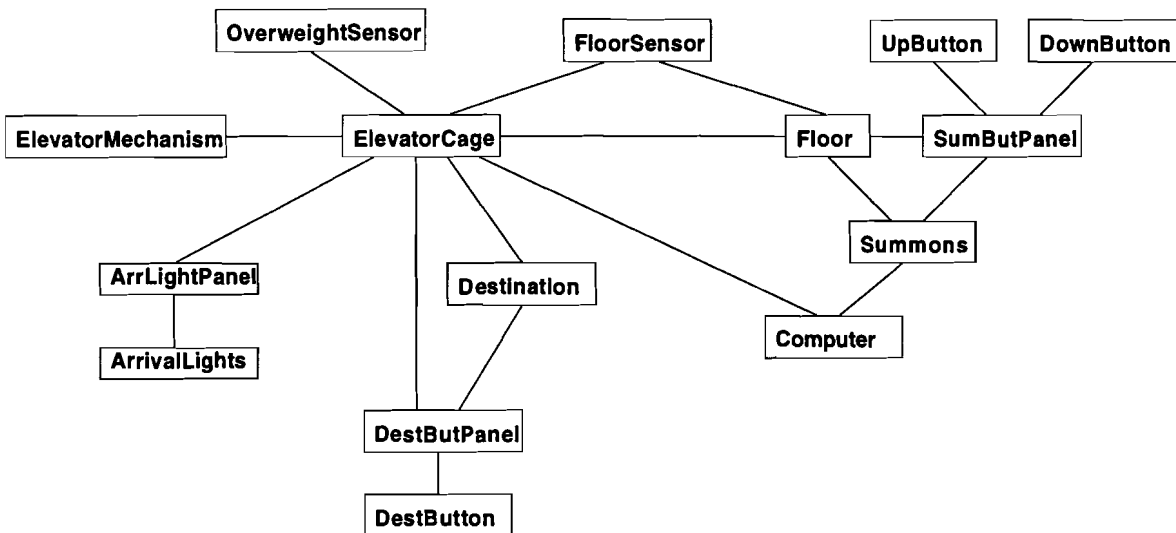 OverweightSensor
FloorSensor
UpButton
DownButton
ElevatorMechanism
ElevatorCage
Floor
SumButPanel
Summons
ArrLightPanel
Destination
Computer
ArrivalLights
DestButPanel
DestButton